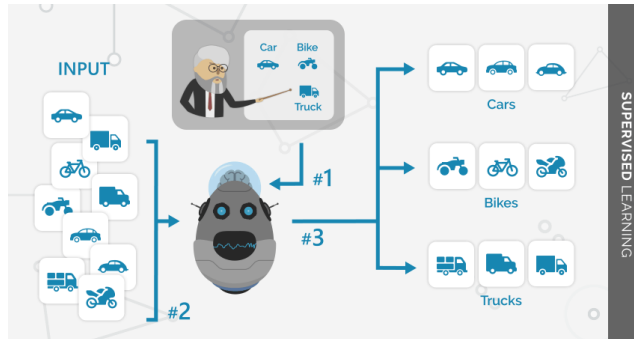 INPUT
Car Bike
Truck
#1
#2
#3
Cars
Bikes
Trucks
SUPERVISED LEARNING